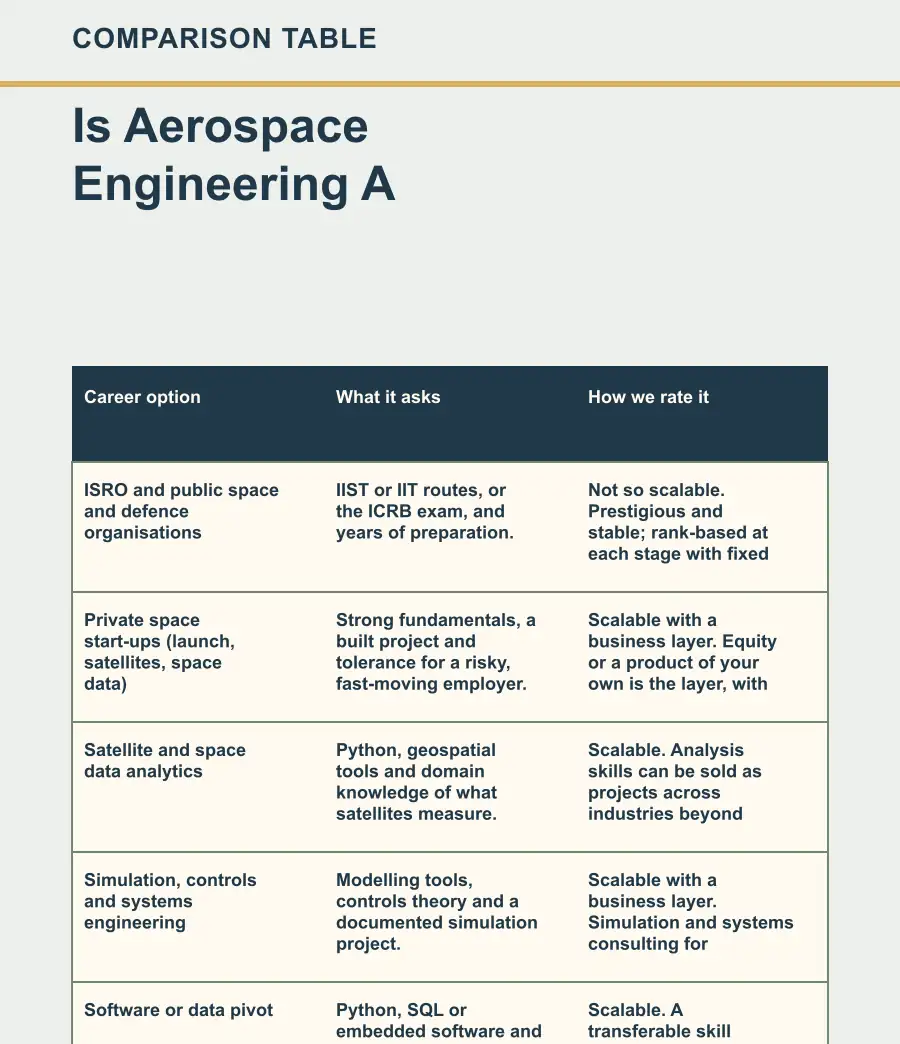 COMPARISON TABLE
Is Aerospace
Engineering A
Career option
What it asks
How we rate it
ISRO and public space
and defence
organisations
IIST or IIT routes, or
the ICRB exam, and
years of preparation.
Not so scalable.
Prestigious and
stable; rank-based at
each stage with fixed
Private space
start-ups (launch,
satellites, space
data)
Strong fundamentals, a
built project and
tolerance for a risky,
fast-moving employer.
Scalable with a
business layer. Equity
or a product of your
own is the layer, with
Satellite and space
data analytics
Python, geospatial
tools and domain
knowledge of what
satellites measure.
Scalable. Analysis
skills can be sold as
projects across
industries beyond
Simulation, controls
and systems
engineering
Modelling tools,
controls theory and a
documented simulation
project.
Scalable with a
business layer.
Simulation and systems
consulting for
Software or data pivot
Python, SQL or
embedded software and
Scalable. A
transferable skill